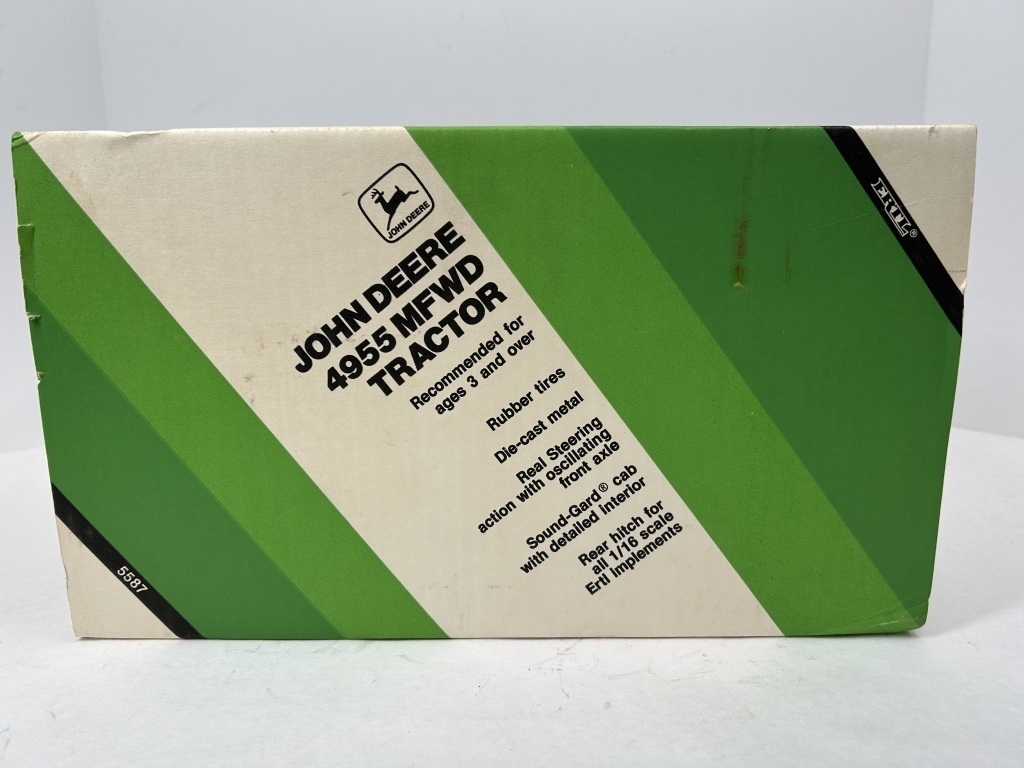 JOHN DEERE
JOHN DEERE
4955 MFWD
TRACTOR
Recommended for
ages 3 and over
Rubber tires
Die-cast metal
Real Steering
action with oscillating
front axle
Sound-Gard® cab
with detailed interior
Rear hitch for
all 1/16 scale
Ertl implements
ERTL®
5587